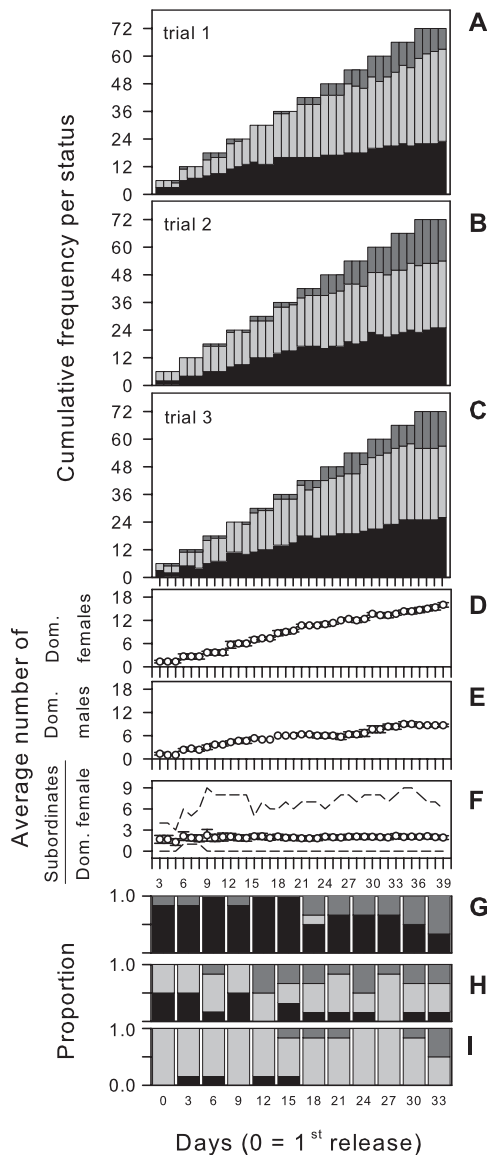 A
trial 1
72
60
48
36
24
12
0
B
trial 2
72
60
48
36
24
12
0
C
trial 3
72
60
48
36
24
12
0
Cumulative frequency per status
D
18
12
6
0
Dom.
females
E
18
12
6
0
Dom.
males
F
9
6
3
0
Subordinates
Dom. female
Average number of
3 6 9 12 15 18 21 24 27 30 33 36 39
G
1.0
H
1.0
I
1.0
0.0
Proportion
0 3 6 9 12 15 18 21 24 27 30 33
Days (0 = 1st release)